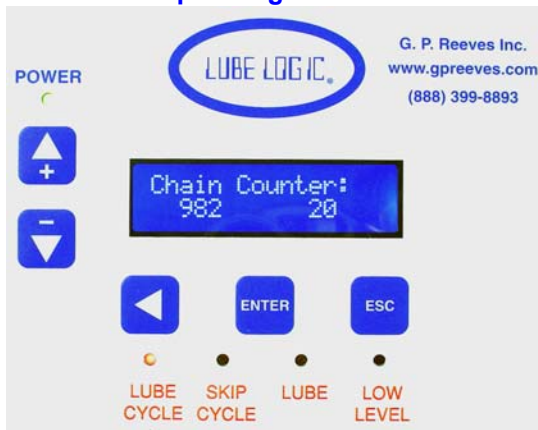 G. P. Reeves Inc.
LUBE LOGIC®
www.gpreeves.com
(888) 399-8893
POWER
+
Chain Counter:
982 20
−
ENTER
ESC
LUBE CYCLE
SKIP CYCLE
LUBE
LOW LEVEL